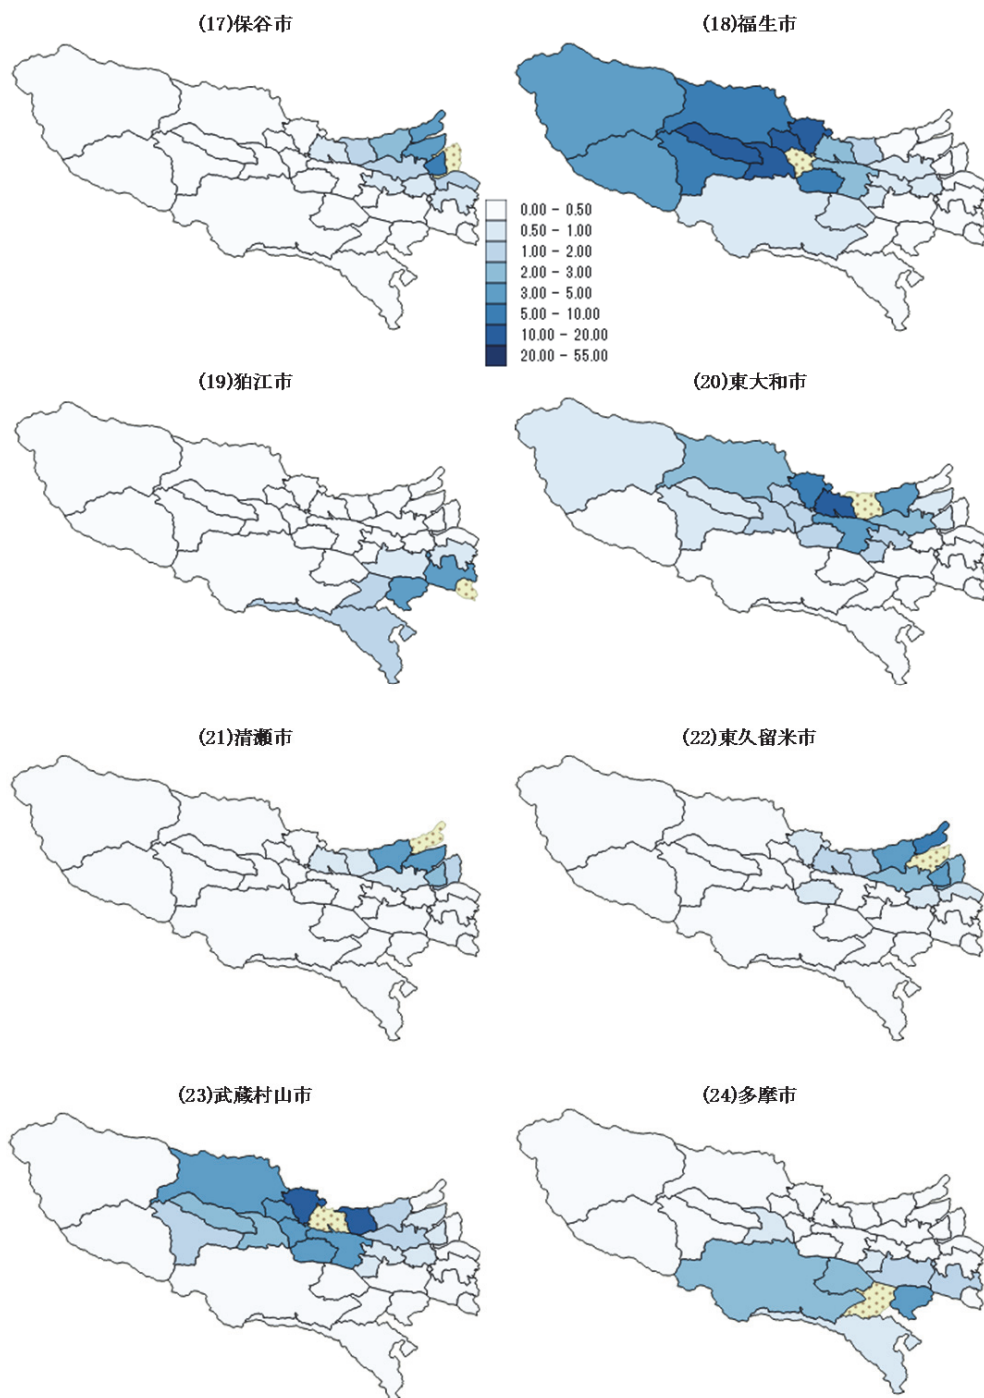 (17)保谷市
(18)福生市
0.00 - 0.50
0.50 - 1.00
1.00 - 2.00
2.00 - 3.00
3.00 - 5.00
5.00 - 10.00
10.00 - 20.00
20.00 - 55.00
(19)狛江市
(20)東大和市
(21)清瀬市
(22)東久留米市
(23)武蔵村山市
(24)多摩市